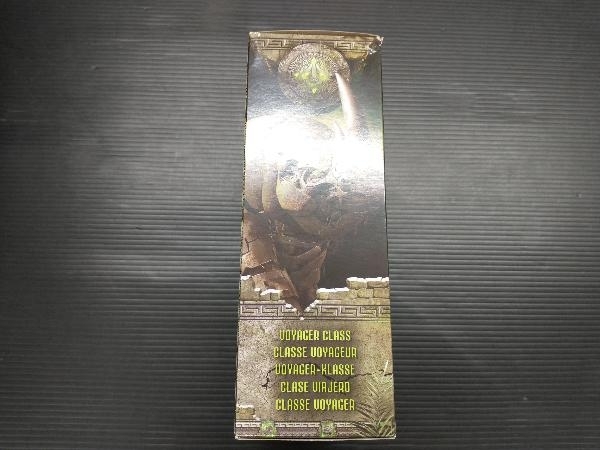 VOYAGER CLASS
CLASSE VOYAGEUR
VOYAGER-KLASSE
CLASE VIAJERO
CLASSE VOYAGER